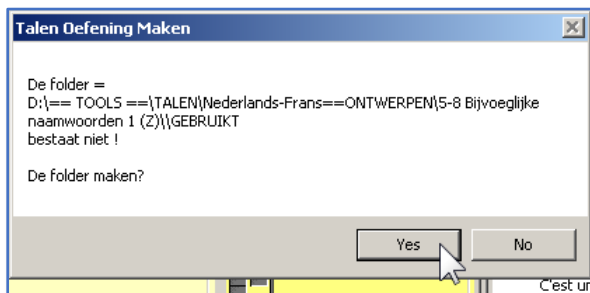 Talen Oefening Maken
De folder =
D:\== TOOLS ==\TALEN\Nederlands-Frans==ONTWERPEN\5-8 Bijvoeglijke
naamwoorden 1 (Z)\\GEBRUIKT
bestaat niet !
De folder maken?
Yes No
C'est un